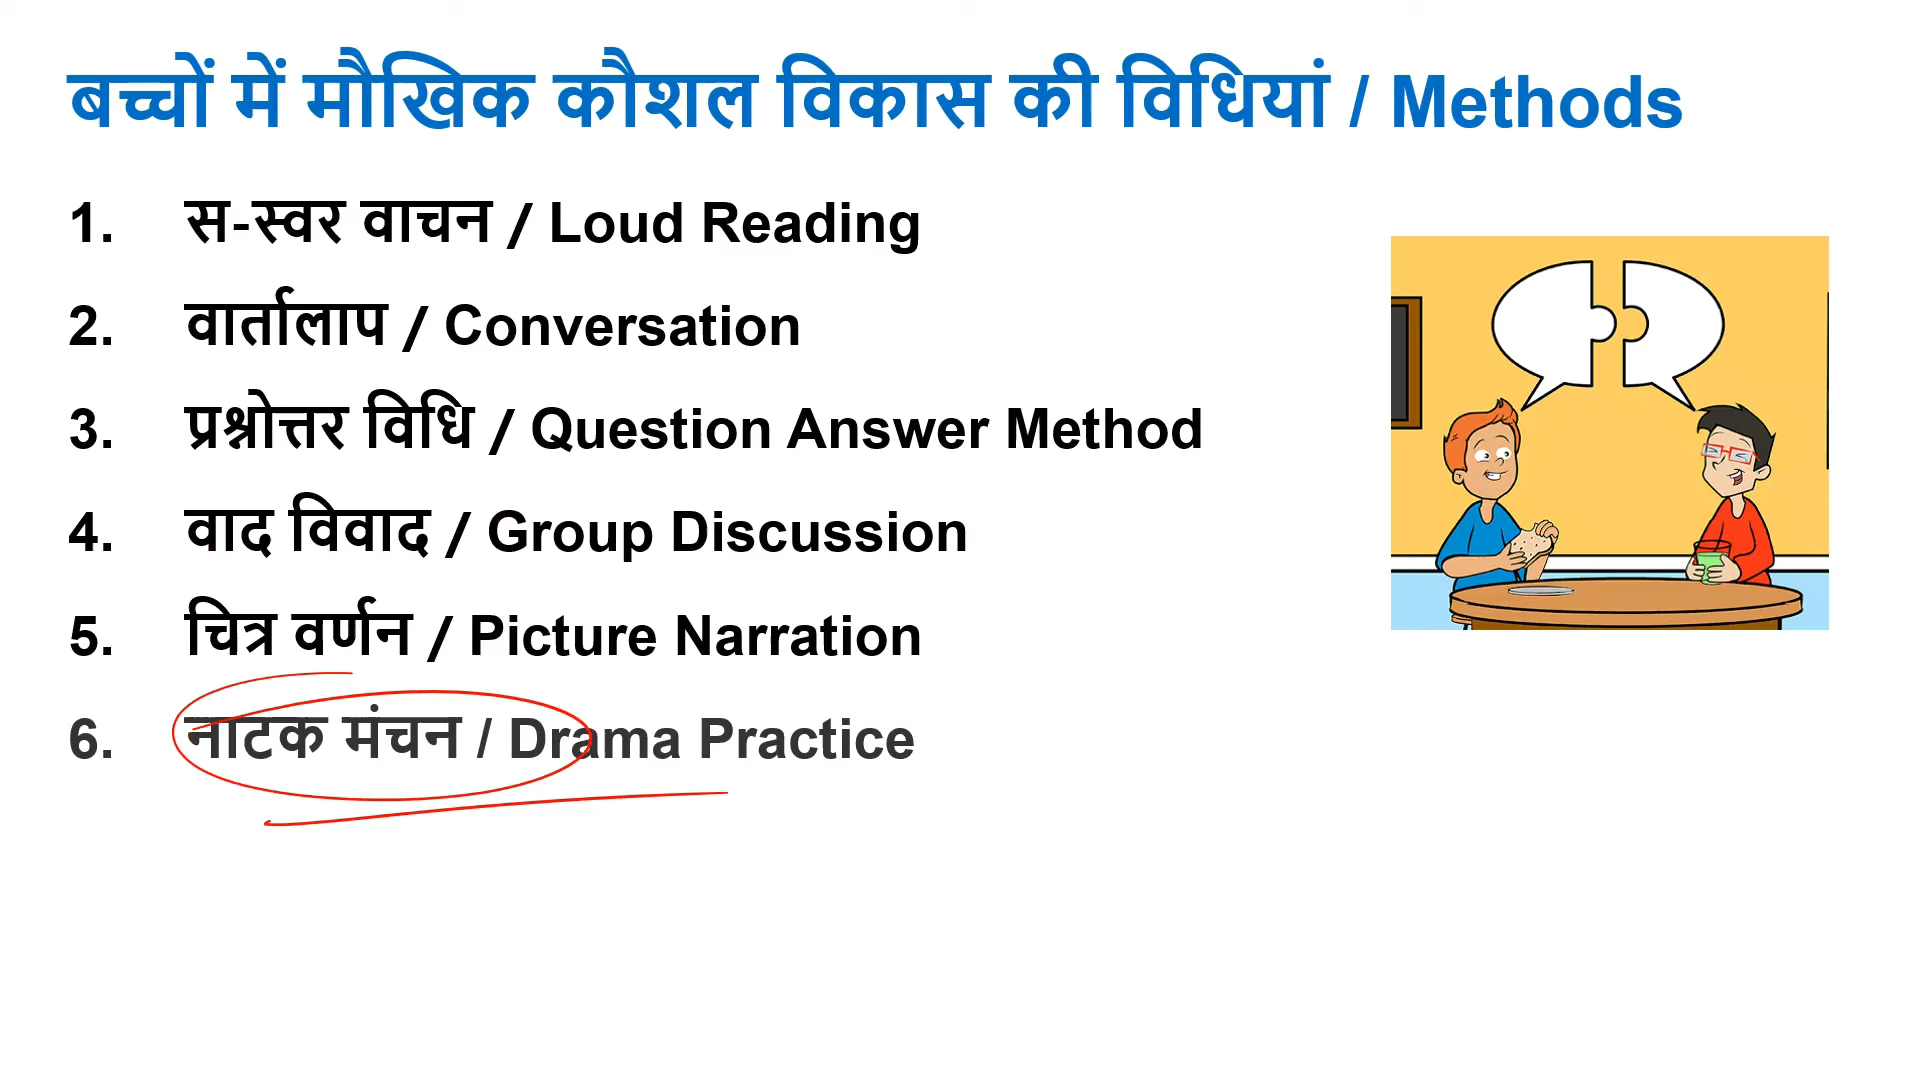 बच्चों में मौखिक कौशल विकास की विधियां / Methods
1. स-स्वर वाचन / Loud Reading
2. वार्तालाप / Conversation
3. प्रश्नोत्तर विधि / Question Answer Method
4. वाद विवाद / Group Discussion
5. चित्र वर्णन / Picture Narration
6. नाटक मंचन / Drama Practice